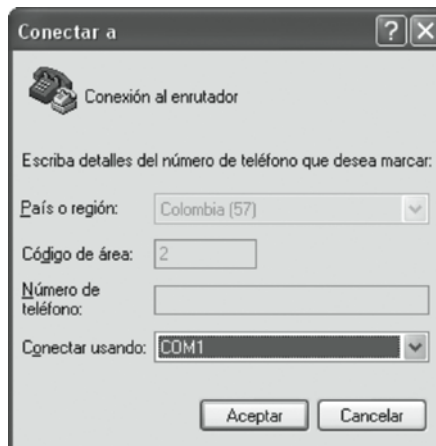 Conectar a
Conexión al enrutador
Escriba detalles del número de teléfono que desea marcar:
País o región: Colombia (57)
Código de área: 2
Número de
teléfono:
Conectar usando: COM1
Aceptar Cancelar